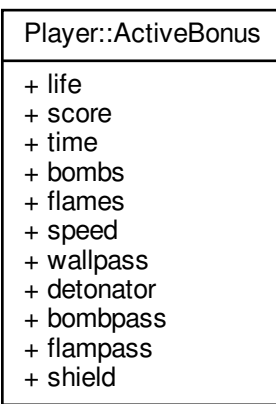 Player::ActiveBonus
+ life
+ score
+ time
+ bombs
+ flames
+ speed
+ wallpass
+ detonator
+ bombpass
+ flampass
+ shield